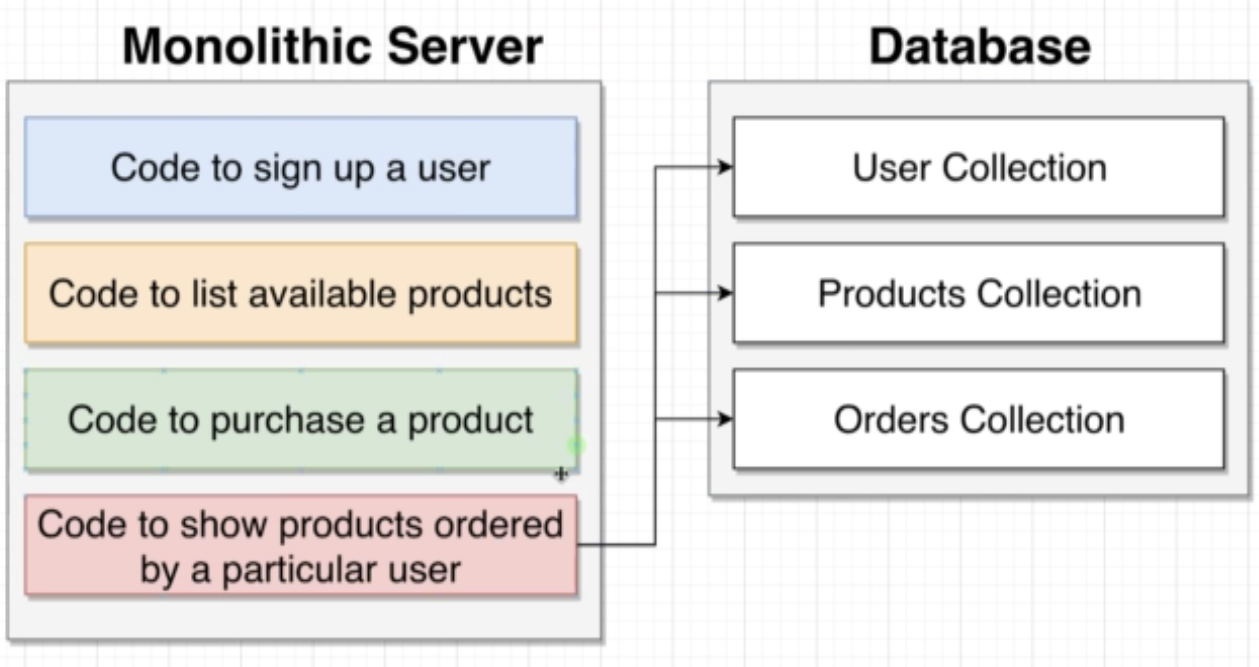 Monolithic Server
Code to sign up a user
Code to list available products
Code to purchase a product
Code to show products ordered
by a particular user
Database
User Collection
Products Collection
Orders Collection